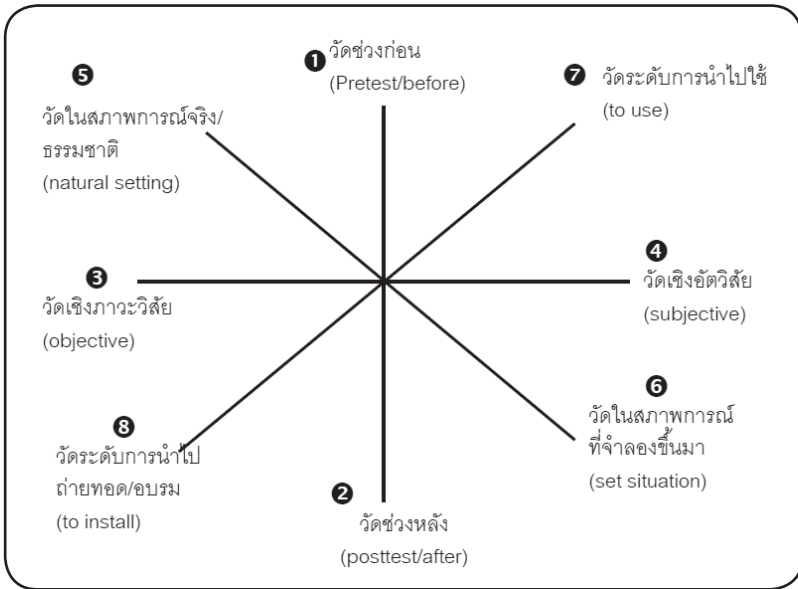 ❶ วัดช่วงก่อน
(Pretest/before)
❺
วัดในสภาพการณ์จริง/
ธรรมชาติ
(natural setting)
❼ วัดระดับการนำไปใช้
(to use)
❸
วัดเชิงภาวะวิสัย
(objective)
❹
วัดเชิงอัตวิสัย
(subjective)
❽
วัดระดับการนำไป
ถ่ายทอด/อบรม
(to install)
❻
วัดในสภาพการณ์
ที่จำลองขึ้นมา
(set situation)
❷ วัดช่วงหลัง
(posttest/after)